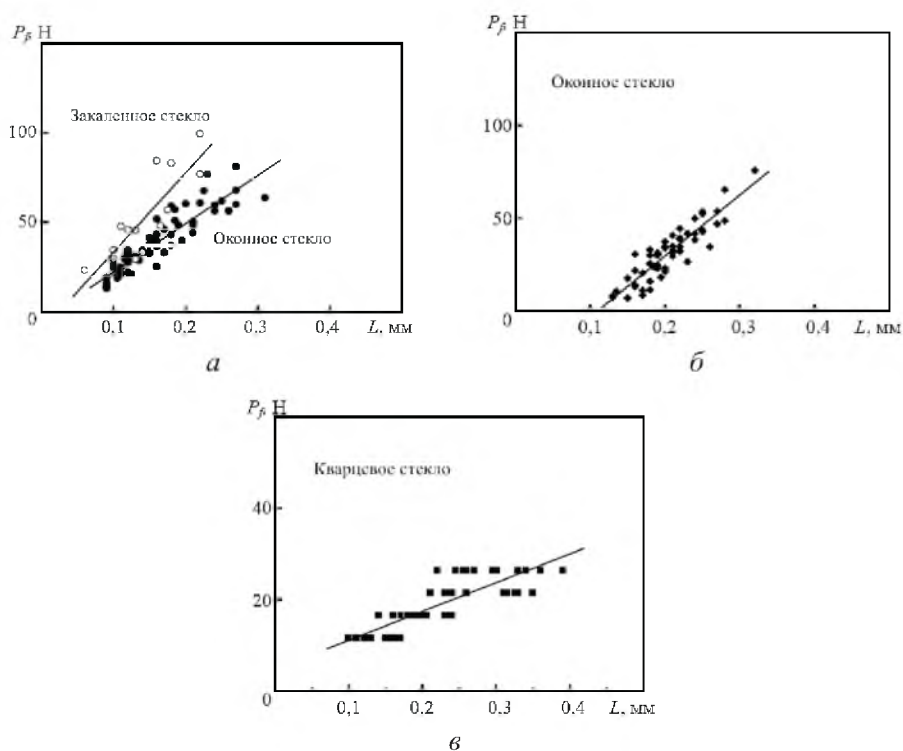 P_f, Н
Закаленное стекло
Оконное стекло
100
50
0
0,1 0,2 0,3 0,4 L, мм
а
P_f, Н
Оконное стекло
100
50
0
0,1 0,2 0,3 0,4 L, мм
б
P_f, Н
Кварцевое стекло
40
20
0
0,1 0.2 0.3 0.4 L, мм
в